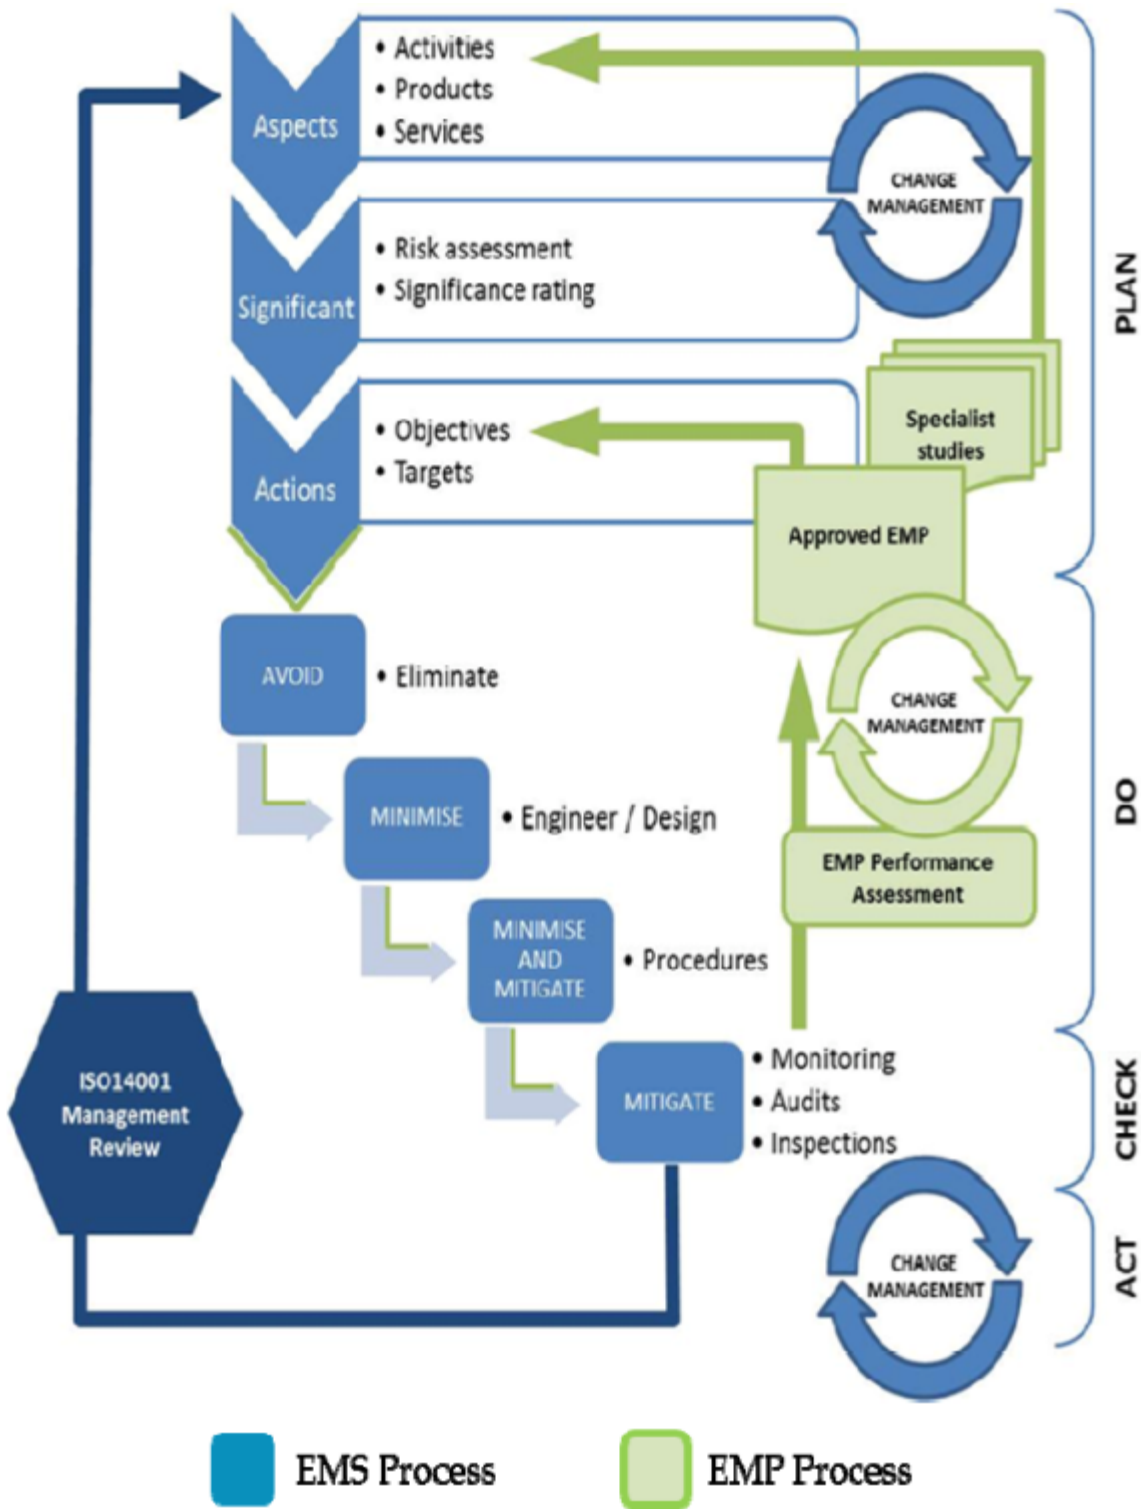 Aspects
• Activities
• Products
• Services
CHANGE
MANAGEMENT
Significant
• Risk assessment
• Significance rating
PLAN
Actions
• Objectives
• Targets
Specialist
studies
Approved EMP
AVOID
• Eliminate
CHANGE
MANAGEMENT
MINIMISE
• Engineer / Design
DO
EMP Performance
Assessment
MINIMISE
AND
MITIGATE
• Procedures
MITIGATE
• Monitoring
• Audits
• Inspections
CHECK
ISO14001
Management
Review
CHANGE
MANAGEMENT
ACT
EMS Process
EMP Process